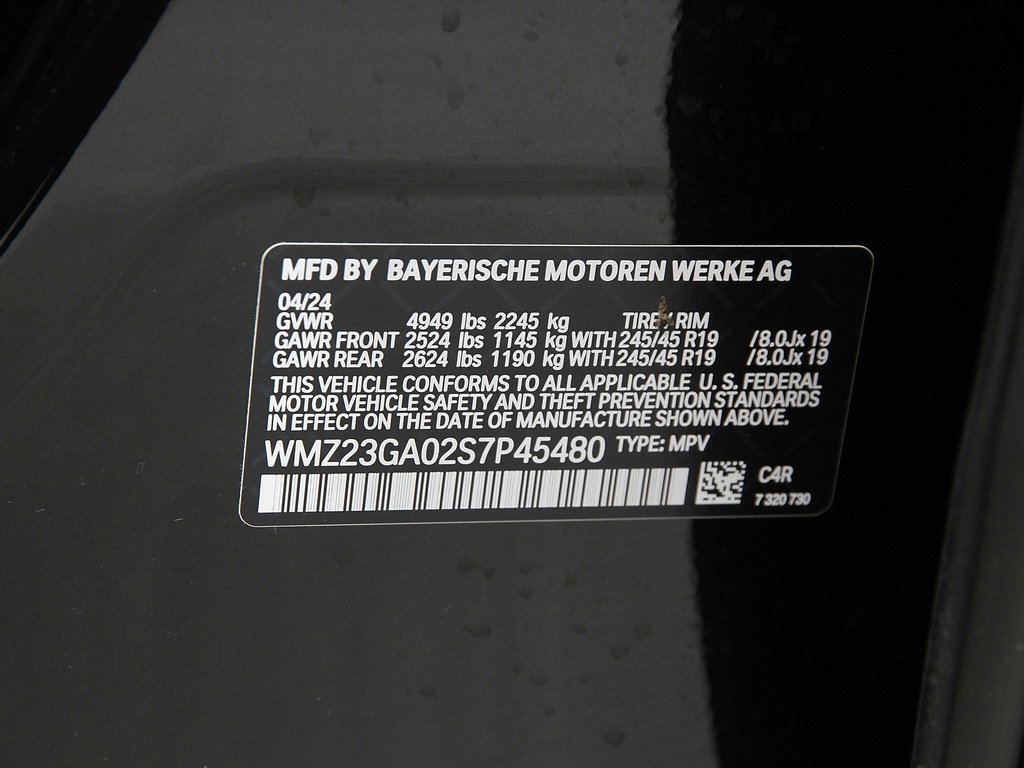 MFD BY BAYERISCHE MOTOREN WERKE AG
04/24
GVWR 4949 lbs 2245 kg TIRE/RIM
GAWR FRONT 2524 lbs 1145 kg WITH 245/45 R19 /8.0Jx 19
GAWR REAR 2624 lbs 1190 kg WITH 245/45 R19 /8.0Jx 19
THIS VEHICLE CONFORMS TO ALL APPLICABLE U. S. FEDERAL
MOTOR VEHICLE SAFETY AND THEFT PREVENTION STANDARDS
IN EFFECT ON THE DATE OF MANUFACTURE SHOWN ABOVE.
WMZ23GA02S7P45480 TYPE: MPV
C4R
7 320 730